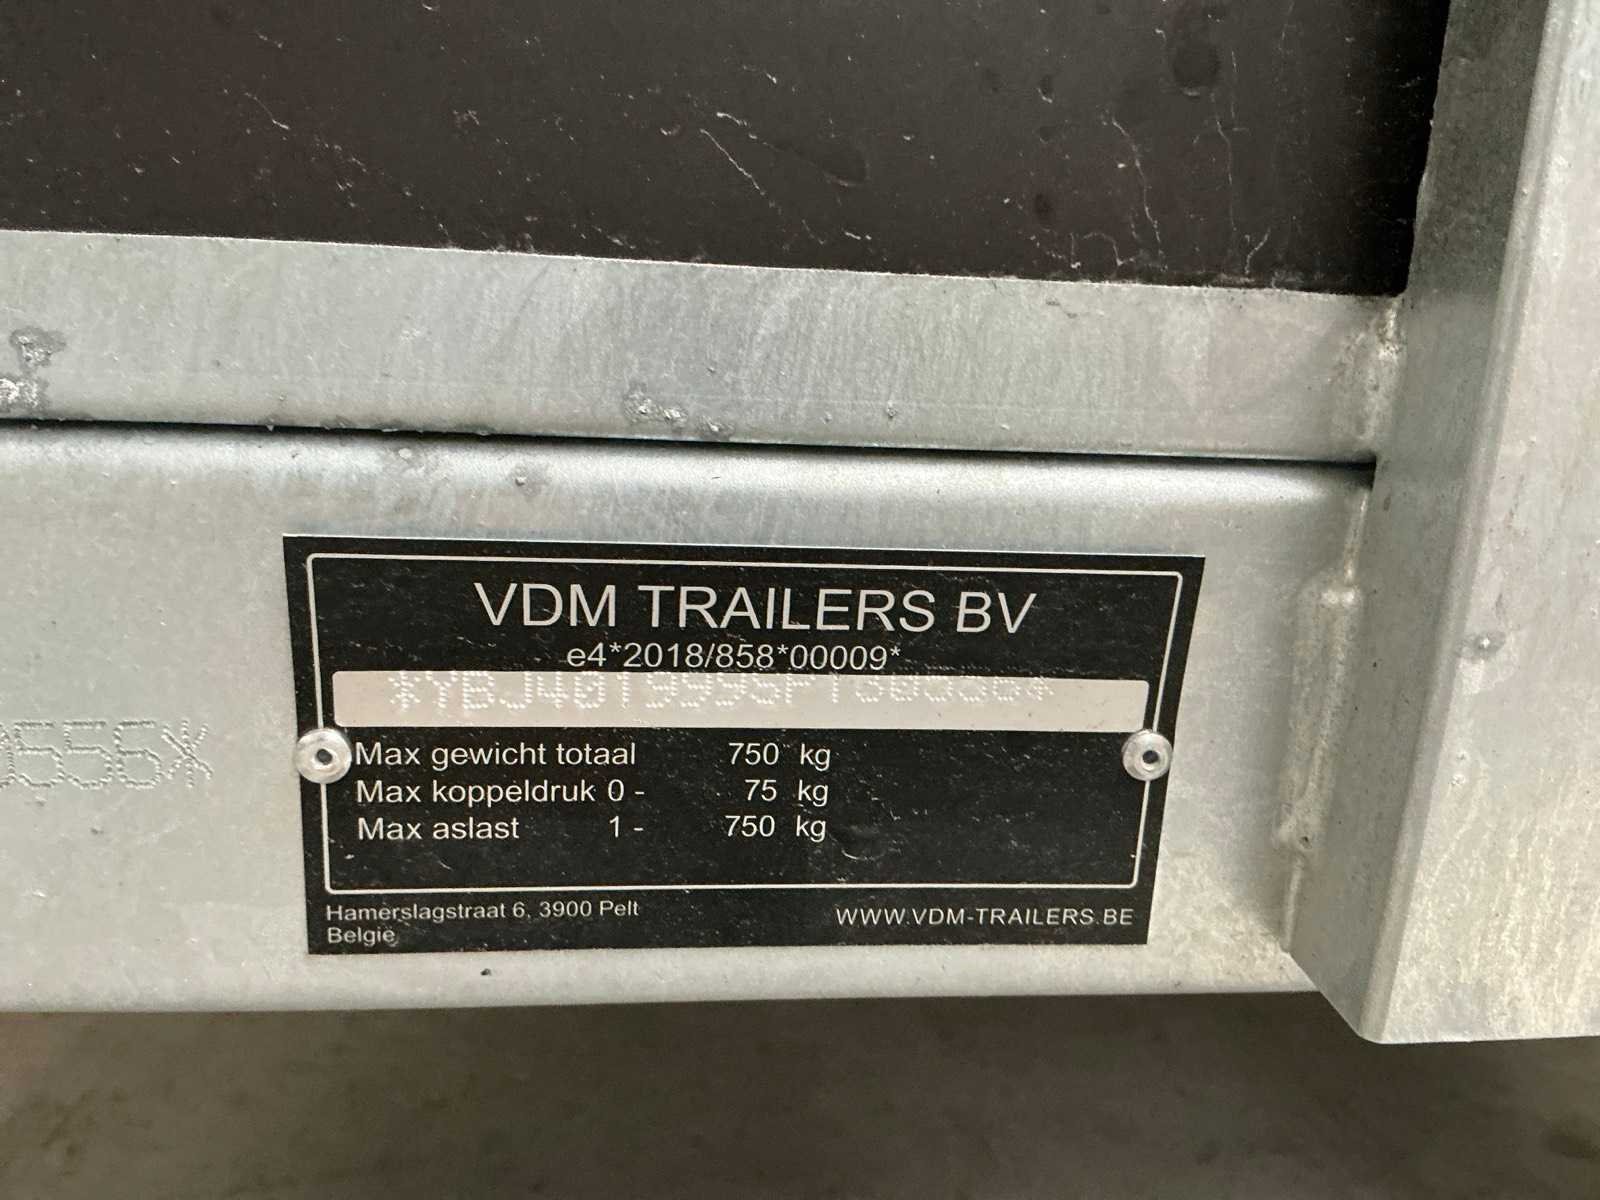 VDM TRAILERS BV
e4*2018/858*00009*
Max gewicht totaal 750 kg
Max koppeldruk 0 - 75 kg
Max aslast 1 - 750 kg
Hamerslagstraat 6, 3900 Pelt
Belgie
WWW.VDM-TRAILERS.BE